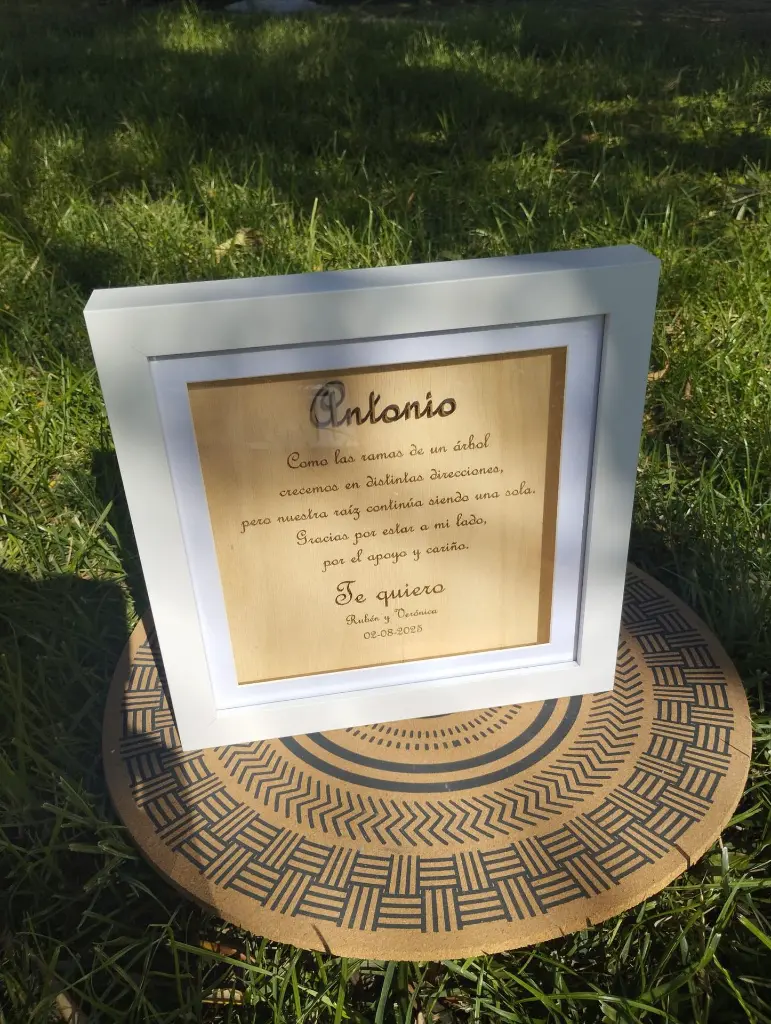 Antonio
Como las ramas de un árbol
crecemos en distintas direcciones,
pero nuestra raíz continúa siendo una sola.
Gracias por estar a mi lado,
por el apoyo y cariño.
Te quiero
Rubén y Verónica
02-08-2025